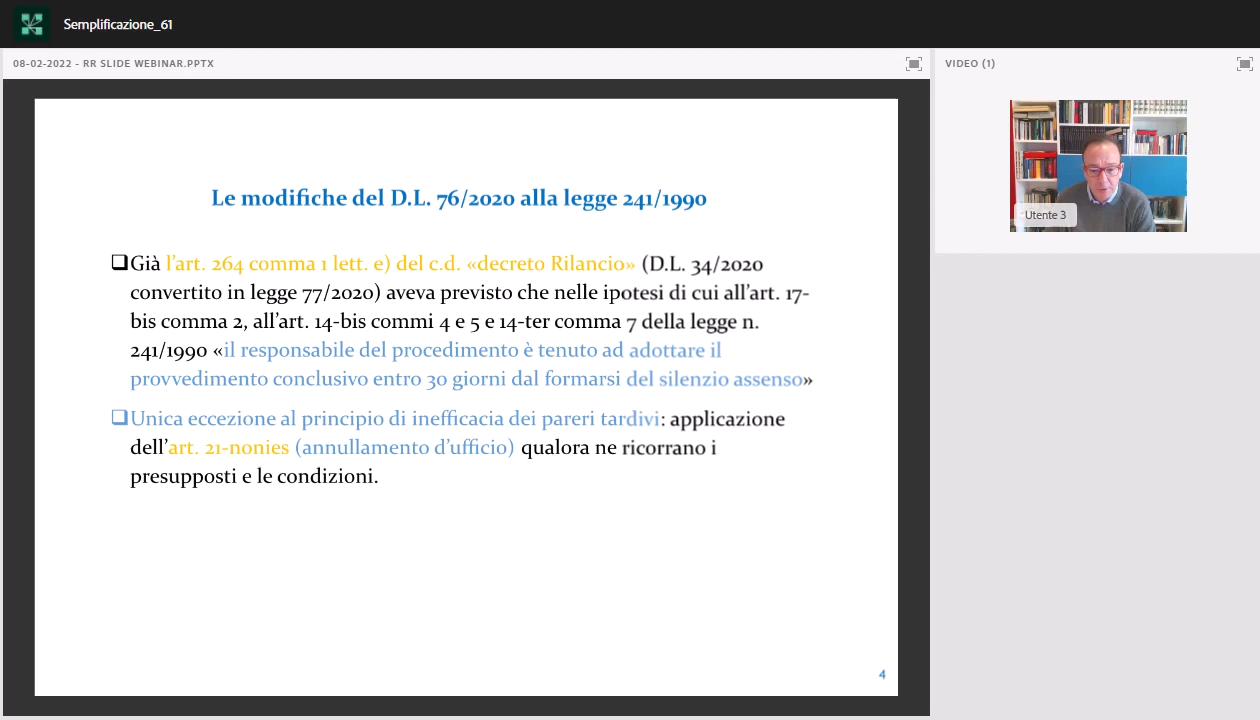 Semplificazione_61
08-02-2022 - RR SLIDE WEBINAR.PPTX
VIDEO (1)
Utente 3
Le modifiche del D.L. 76/2020 alla legge 241/1990
❑Già l’art. 264 comma 1 lett. e) del c.d. «decreto Rilancio» (D.L. 34/2020
convertito in legge 77/2020) aveva previsto che nelle ipotesi di cui all’art. 17-
bis comma 2, all’art. 14-bis commi 4 e 5 e 14-ter comma 7 della legge n.
241/1990 «il responsabile del procedimento è tenuto ad adottare il
provvedimento conclusivo entro 30 giorni dal formarsi del silenzio assenso»
❑Unica eccezione al principio di inefficacia dei pareri tardivi: applicazione
dell’art. 21-nonies (annullamento d’ufficio) qualora ne ricorrano i
presupposti e le condizioni.
4